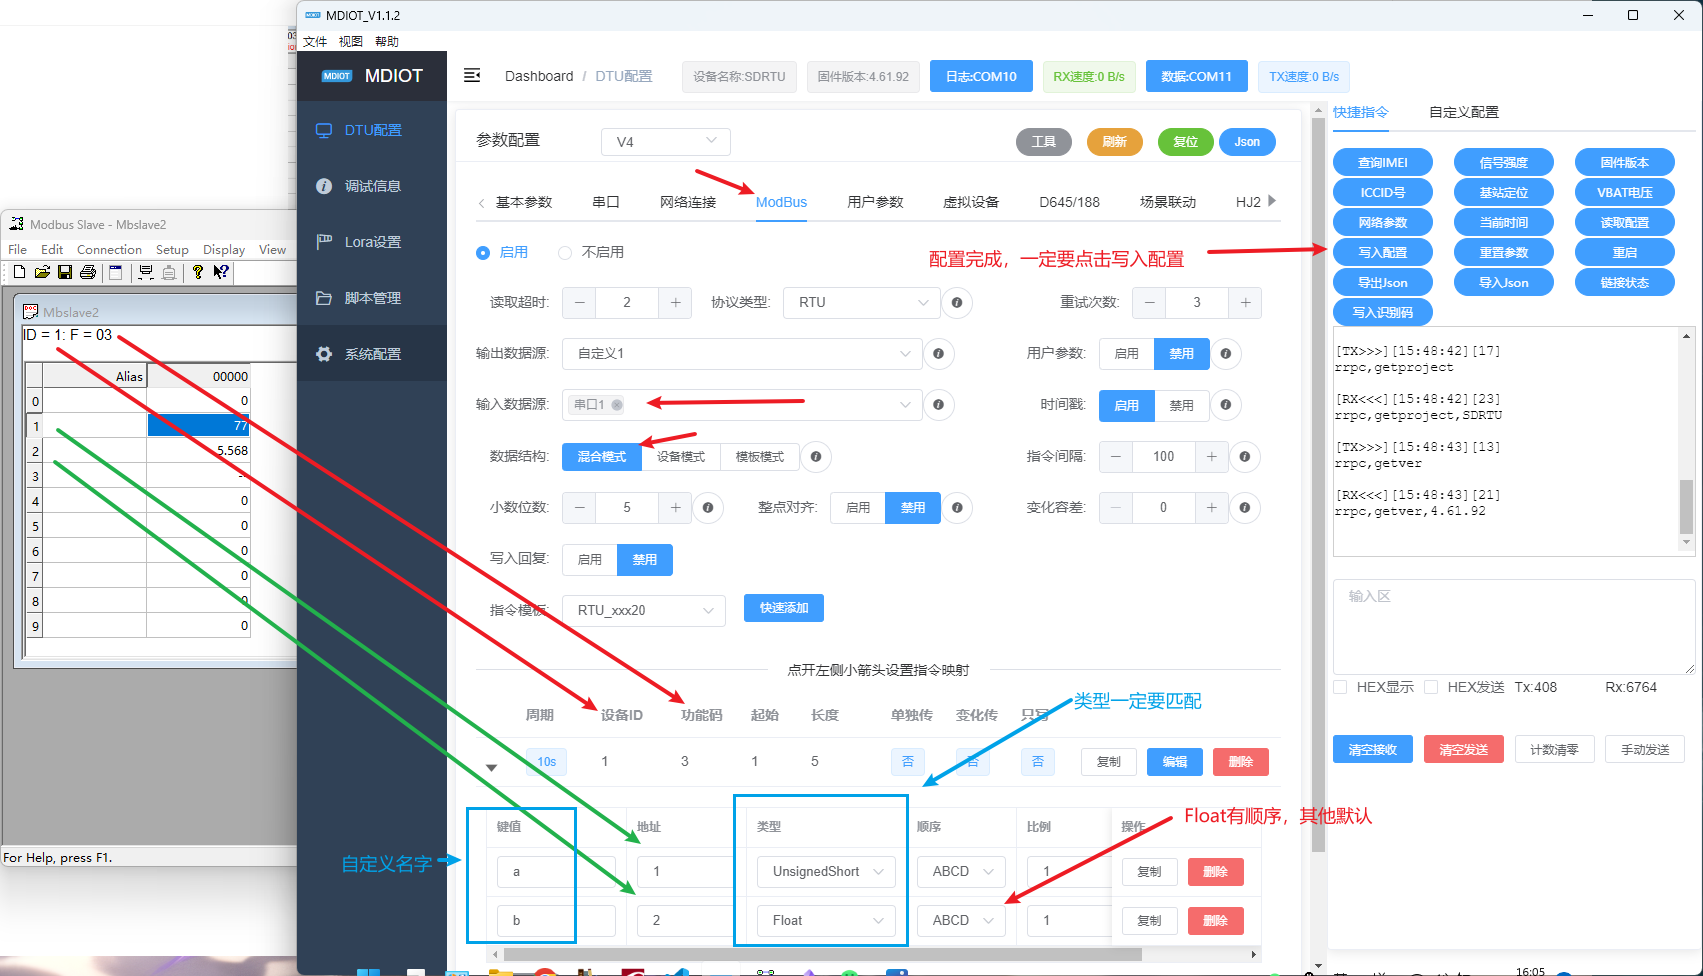 MDIOT_V1.1.2
文件 视图 帮助
MDIOT MDIOT
Dashboard / DTU配置
设备名称:SDRTU
固件版本:4.61.92
日志:COM10
RX速度:0 B/s
数据:COM11
TX速度:0 B/s
DTU配置
调试信息
Lora设置
脚本管理
系统配置
Modbus Slave - Mbslave2
File Edit Connection Setup Display View
Mbslave2
ID = 1: F = 03
Alias 00000
0 0
1 77
2 5.568
3 --
4 0
5 0
6 0
7 0
8 0
9 0
For Help, press F1.
参数配置 V4 工具 刷新 复位 Json
基本参数 串口 网络连接 ModBus 用户参数 虚拟设备 D645/188 场景联动 HJ2
启用 不启用
配置完成，一定要点击写入配置
读取超时: − 2 + 协议类型: RTU 重试次数: − 3 +
输出数据源: 自定义1 用户参数: 启用 禁用
输入数据源: 串口1 时间戳: 启用 禁用
数据结构: 混合模式 设备模式 模板模式 指令间隔: − 100 +
小数位数: − 5 + 整点对齐: 启用 禁用 变化容差: − 0 +
写入回复: 启用 禁用
指令模板: RTU_xxx20 快速添加
点开左侧小箭头设置指令映射
类型一定要匹配
周期 设备ID 功能码 起始 长度 单独传 变化传 只写
10s 1 3 1 5 否 否 否 复制 编辑 删除
Float有顺序，其他默认
自定义名字
键值 地址 类型 顺序 比例 操作
a 1 UnsignedShort ABCD 1 复制 删除
b 2 Float ABCD 1 复制 删除
快捷指令 自定义配置
查询IMEI 信号强度 固件版本
ICCID号 基站定位 VBAT电压
网络参数 当前时间 读取配置
写入配置 重置参数 重启
导出Json 导入Json 链接状态
写入识别码
[TX>>>][15:48:42][17]
rrpc,getproject
[RX<<<][15:48:42][23]
rrpc,getproject,SDRTU
[TX>>>][15:48:43][13]
rrpc,getver
[RX<<<][15:48:43][21]
rrpc,getver,4.61.92
输入区
HEX显示 HEX发送 Tx:408 Rx:6764
清空接收 清空发送 计数清零 手动发送
16:05